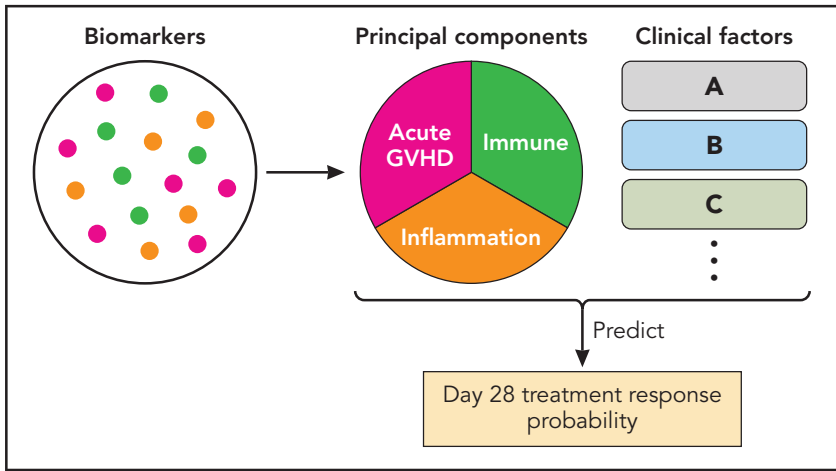 Biomarkers
Principal components
Clinical factors
Acute
GVHD
Immune
Inflammation
A
B
C
Predict
Day 28 treatment response
probability